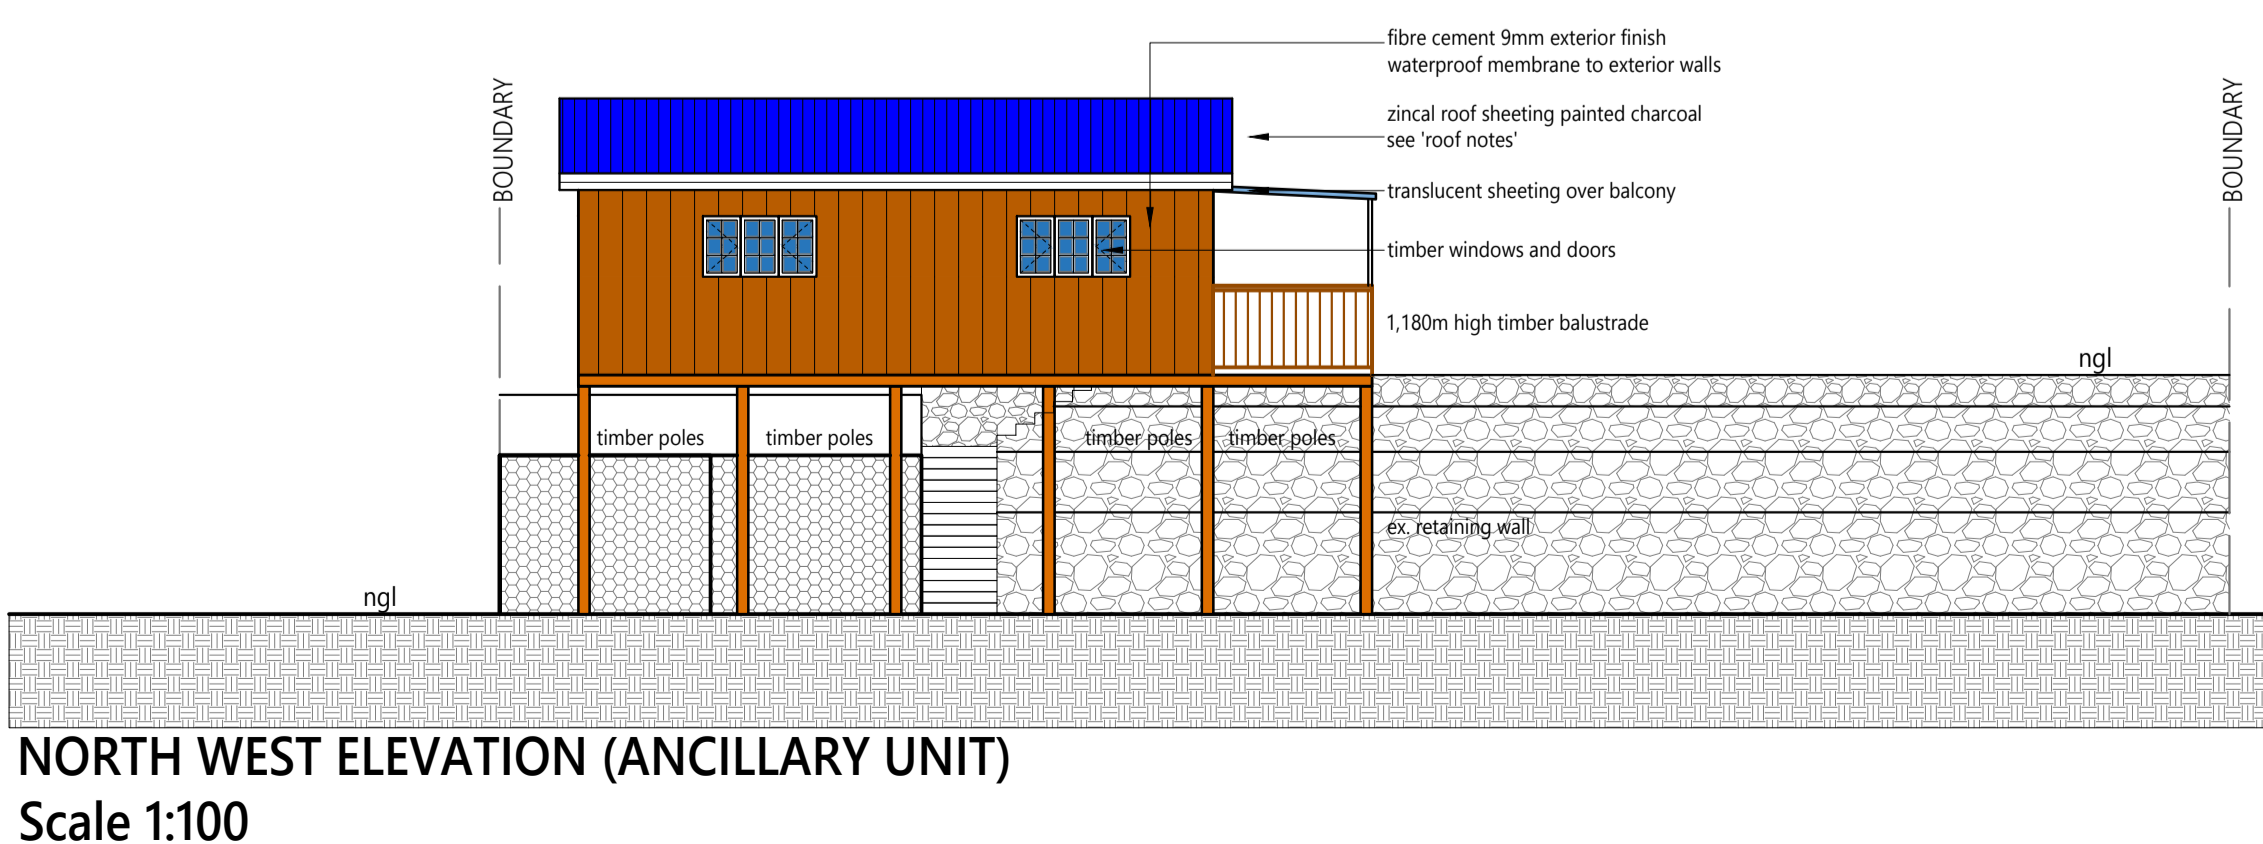 fibre cement 9mm exterior finish
waterproof membrane to exterior walls
BOUNDARY
BOUNDARY
zincal roof sheeting painted charcoal
see 'roof notes'
translucent sheeting over balcony
timber windows and doors
1,180m high timber balustrade
ngl
timber poles
timber poles
timber poles
timber poles
ex. retaining wall
ngl
NORTH WEST ELEVATION (ANCILLARY UNIT)
Scale 1:100